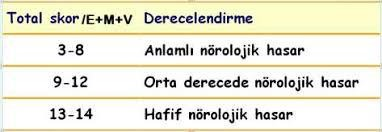 Total skor/E+M+V Derecelendirme
3-8 Anlamlı nörolojik hasar
9-12 Orta derecede nörolojik hasar
13-14 Hafif nörolojik hasar